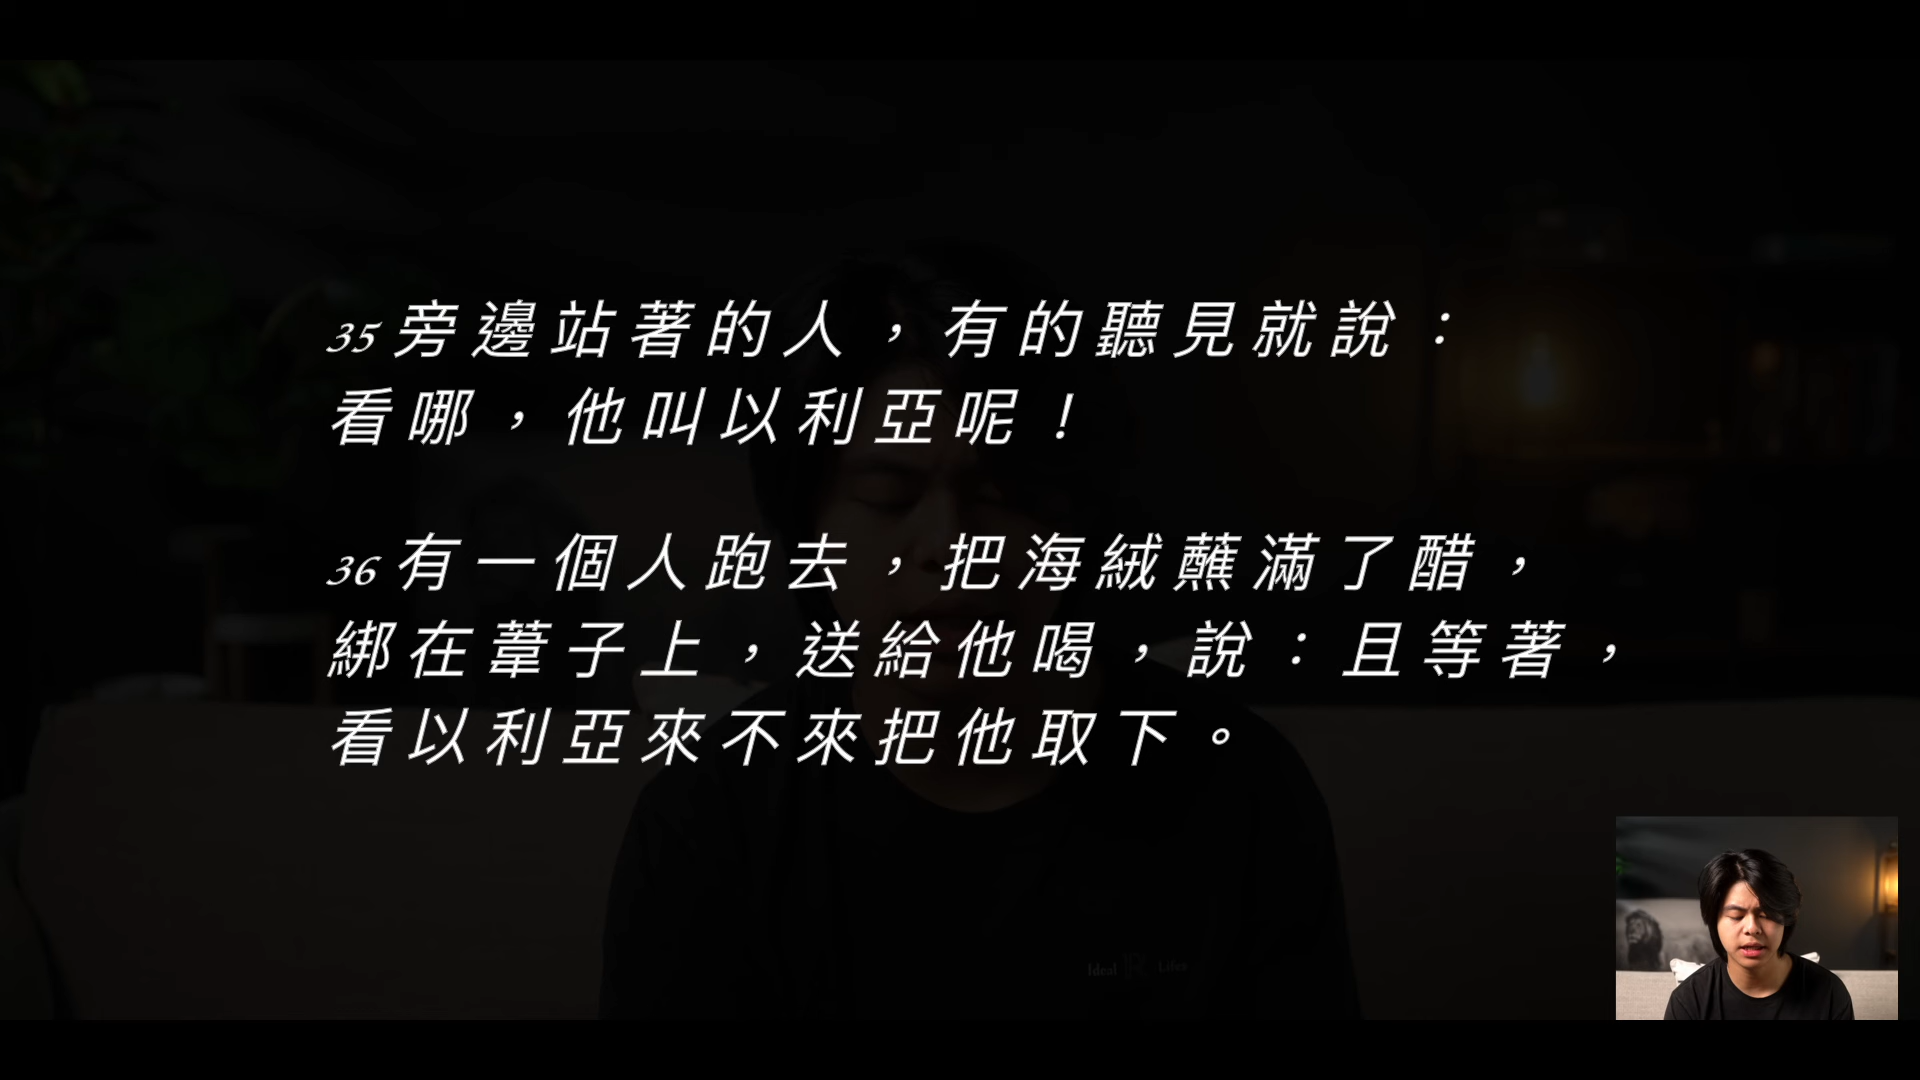 35 旁邊站著的人，有的聽見就說：
看哪，他叫以利亞呢！
36 有一個人跑去，把海絨蘸滿了醋，
綁在葦子上，送給他喝，說：且等著，
看以利亞來不來把他取下。
Ideal R Lifes